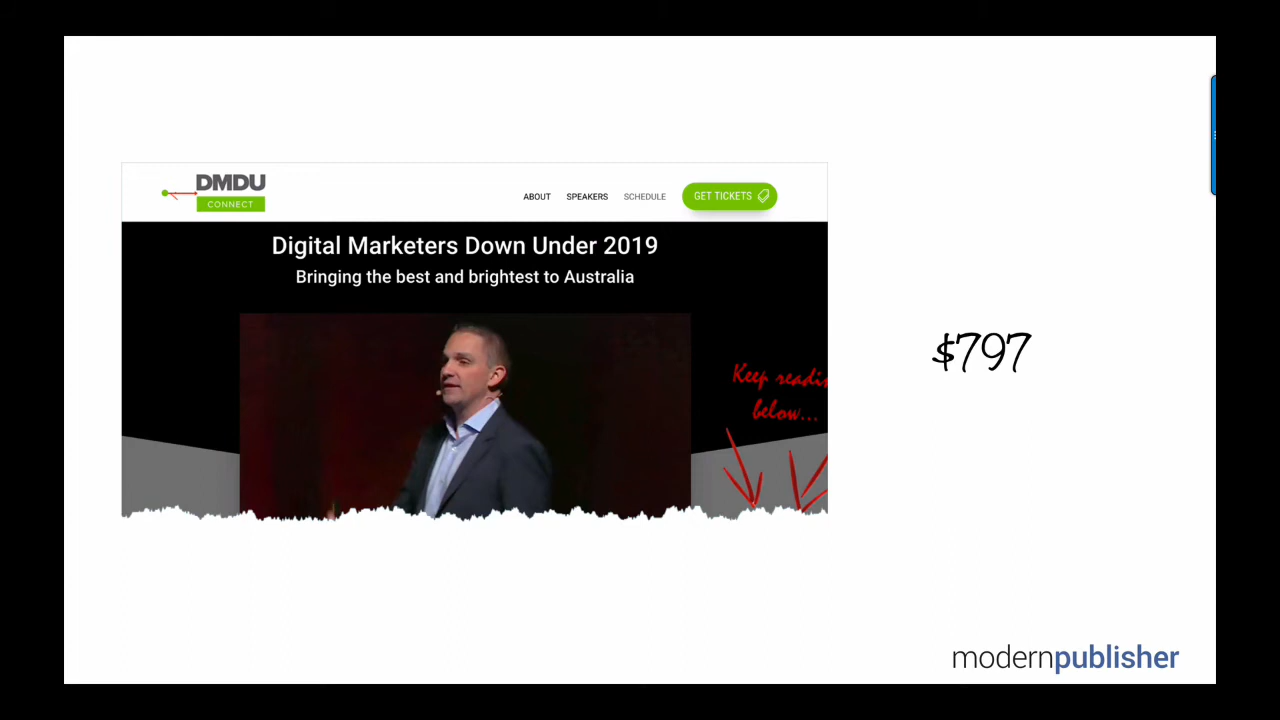 DMDU
CONNECT
ABOUT SPEAKERS SCHEDULE GET TICKETS
Digital Marketers Down Under 2019
Bringing the best and brightest to Australia
Keep
below...
$797
modernpublisher